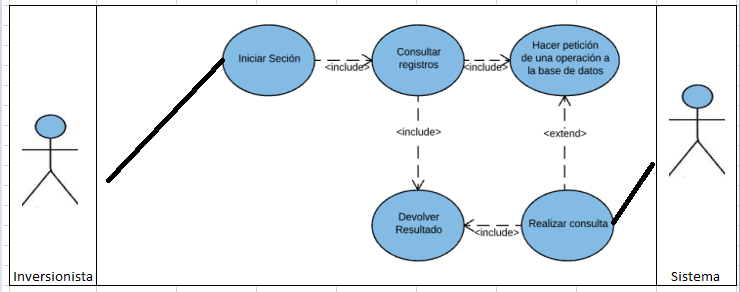 Iniciar Seción
<include>
Consultar
registros
<include>
Hacer petición
de una operación a
la base de datos
<include>
<extend>
Devolver
Resultado
<include>
Realizar consulta
Inversionista
Sistema